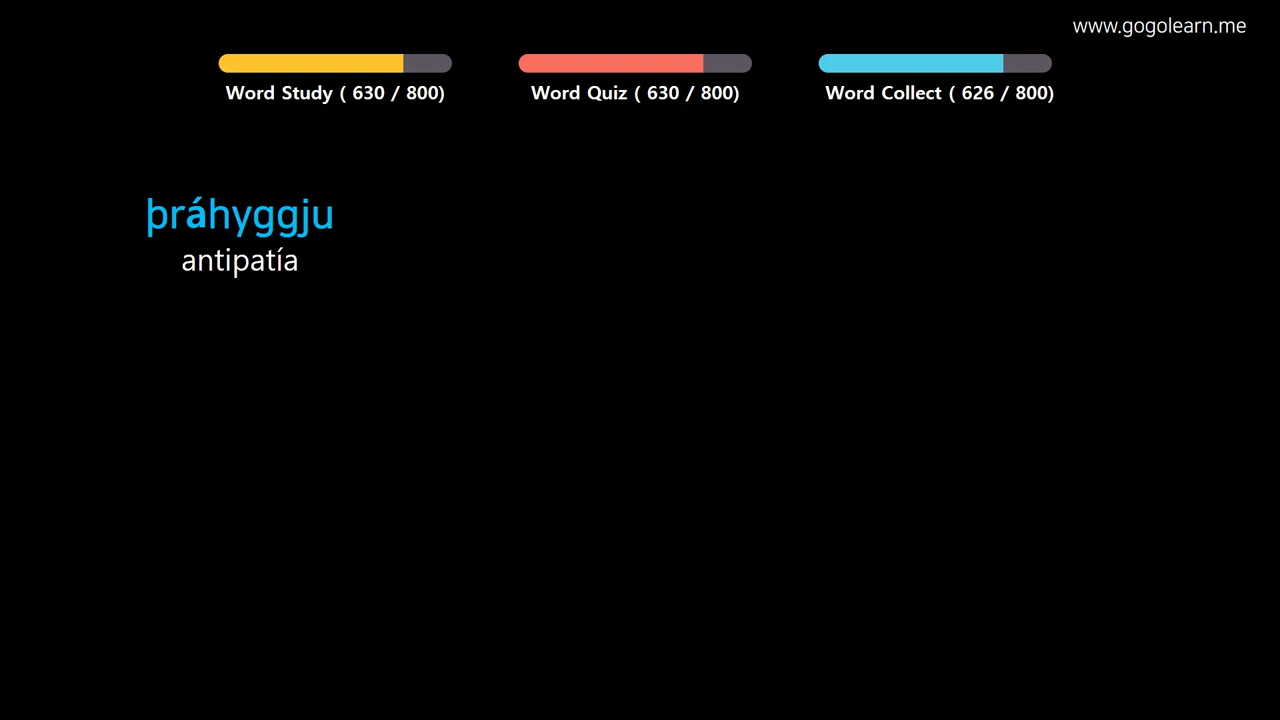 www.gogolearn.me
Word Study ( 630 / 800)
Word Quiz ( 630 / 800)
Word Collect ( 626 / 800)
þráhyggju
antipatía